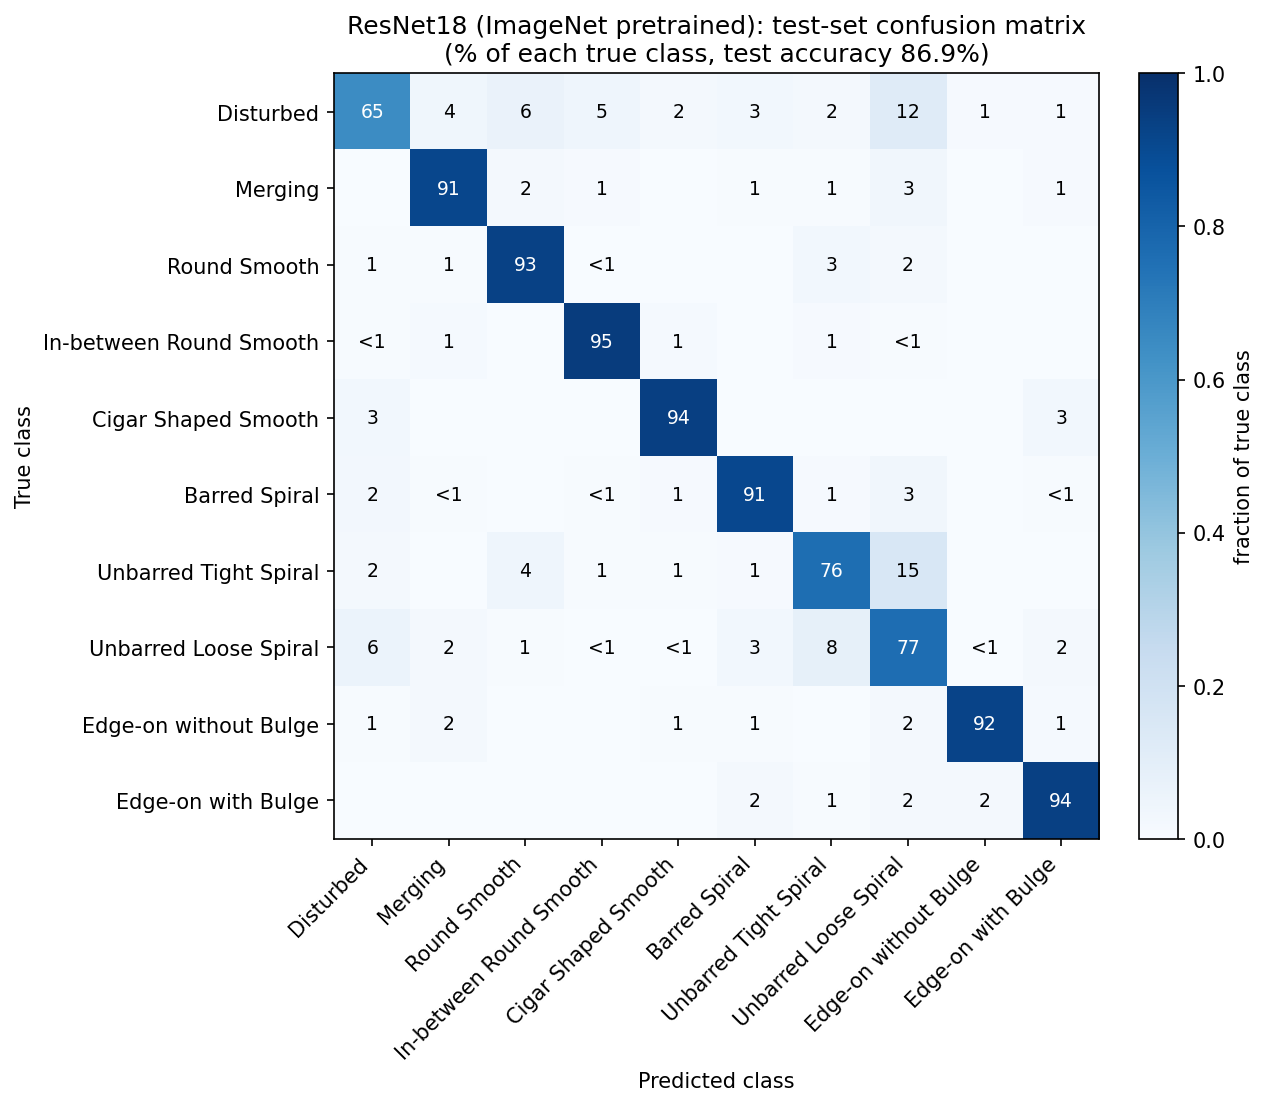 ResNet18 (ImageNet pretrained): test-set confusion matrix
(% of each true class, test accuracy 86.9%)
True class
Disturbed 65 4 6 5 2 3 2 12 1 1
Merging 91 2 1 1 1 3 1
Round Smooth 1 1 93 <1 3 2
In-between Round Smooth <1 1 95 1 1 <1
Cigar Shaped Smooth 3 94 3
Barred Spiral 2 <1 <1 1 91 1 3 <1
Unbarred Tight Spiral 2 4 1 1 1 76 15
Unbarred Loose Spiral 6 2 1 <1 <1 3 8 77 <1 2
Edge-on without Bulge 1 2 1 1 2 92 1
Edge-on with Bulge 2 1 2 2 94
Disturbed
Merging
Round Smooth
In-between Round Smooth
Cigar Shaped Smooth
Barred Spiral
Unbarred Tight Spiral
Unbarred Loose Spiral
Edge-on without Bulge
Edge-on with Bulge
Predicted class
1.0
0.8
0.6
0.4
0.2
0.0
fraction of true class